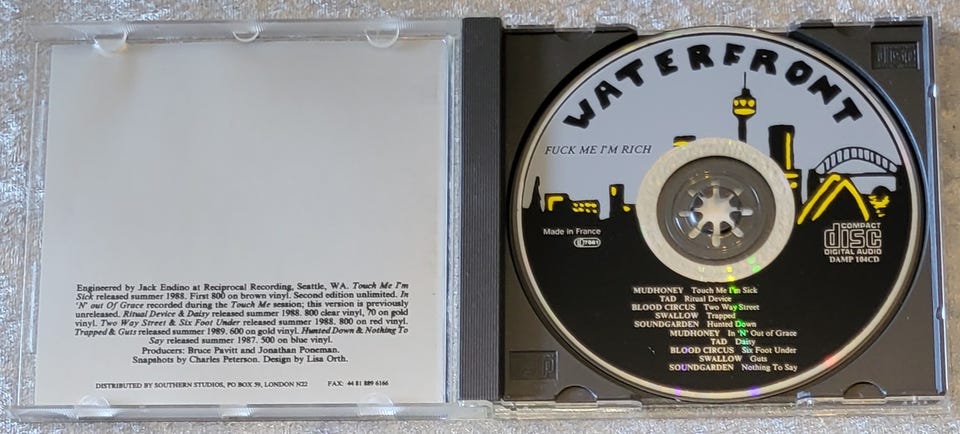 Engineered by Jack Endino at Reciprocal Recording, Seattle, WA. Touch Me I'm
Sick released summer 1988. First 800 on brown vinyl. Second edition unlimited. In
'N' out Of Grace recorded during the Touch Me session; this version is previously
unreleased. Ritual Device & Daisy released summer 1988. 800 clear vinyl, 70 on gold
vinyl. Two Way Street & Six Foot Under released summer 1988. 800 on red vinyl.
Trapped & Guts released summer 1989. 600 on gold vinyl. Hunted Down & Nothing To
Say released summer 1987. 500 on blue vinyl.
Producers: Bruce Pavitt and Jonathan Poneman.
Snapshots by Charles Peterson. Design by Lisa Orth.
DISTRIBUTED BY SOUTHERN STUDIOS, PO BOX 59, LONDON N22 FAX: 44 81 889 6166
WATERFRONT
FUCK ME I'M RICH
Made in France
COMPACT
disc
DIGITAL AUDIO
DAMP 104CD
MUDHONEY Touch Me I'm Sick
TAD Ritual Device
BLOOD CIRCUS Two Way Street
SWALLOW Trapped
SOUNDGARDEN Hunted Down
MUDHONEY In 'N' Out of Grace
TAD Daisy
BLOOD CIRCUS Six Foot Under
SWALLOW Guts
SOUNDGARDEN Nothing To Say
disc